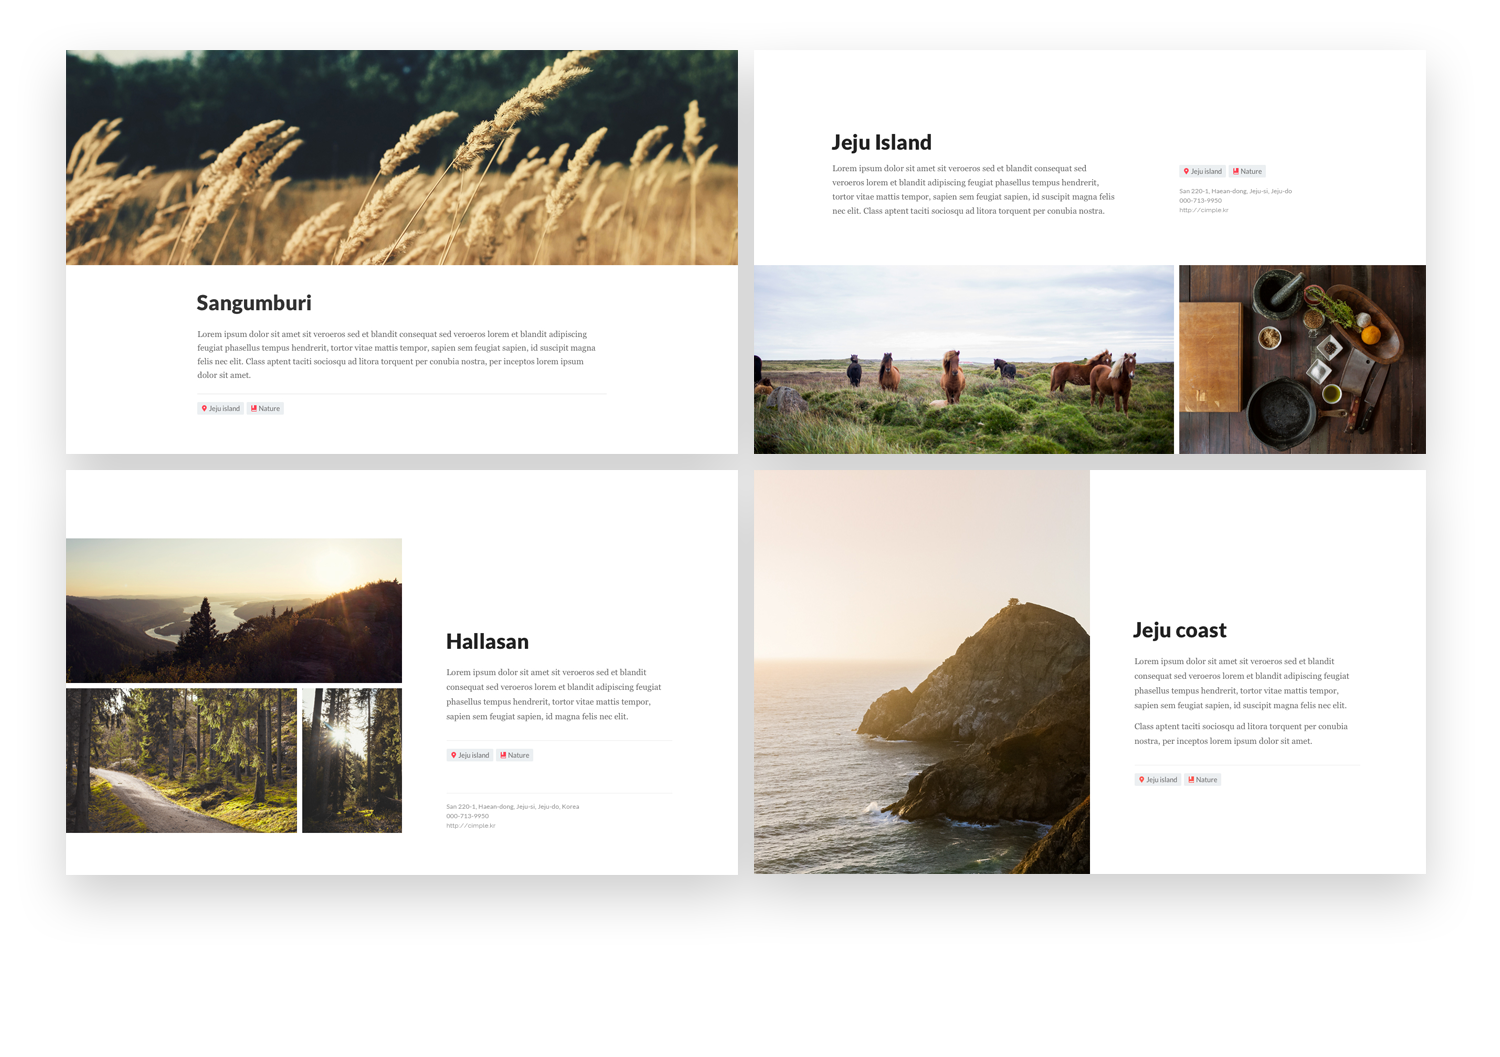 Sangumburi
Lorem ipsum dolor sit amet sit veroeros sed et blandit consequat sed veroeros lorem et blandit adipiscing
feugiat phasellus tempus hendrerit, tortor vitae mattis tempor, sapien sem feugiat sapien, id suscipit magna
felis nec elit. Class aptent taciti sociosqu ad litora torquent per conubia nostra, per inceptos lorem ipsum
dolor sit amet.
Jeju island Nature
Jeju Island
Lorem ipsum dolor sit amet sit veroeros sed et blandit consequat sed
veroeros lorem et blandit adipiscing feugiat phasellus tempus hendrerit,
tortor vitae mattis tempor, sapien sem feugiat sapien, id suscipit magna felis
nec elit. Class aptent taciti sociosqu ad litora torquent per conubia nostra.
Jeju island Nature
San 220-1, Haean-dong, Jeju-si, Jeju-do
000-713-9950
http://cimple.kr
Hallasan
Lorem ipsum dolor sit amet sit veroeros sed et blandit
consequat sed veroeros lorem et blandit adipiscing feugiat
phasellus tempus hendrerit, tortor vitae mattis tempor,
sapien sem feugiat sapien, id magna felis nec elit.
Jeju island Nature
San 220-1, Haean-dong, Jeju-si, Jeju-do, Korea
000-713-9950
http://cimple.kr
Jeju coast
Lorem ipsum dolor sit amet sit veroeros sed et blandit
consequat sed veroeros lorem et blandit adipiscing feugiat
phasellus tempus hendrerit, tortor vitae mattis tempor,
sapien sem feugiat sapien, id suscipit magna felis nec elit.
Class aptent taciti sociosqu ad litora torquent per conubia
nostra, per inceptos lorem ipsum dolor sit amet.
Jeju island Nature